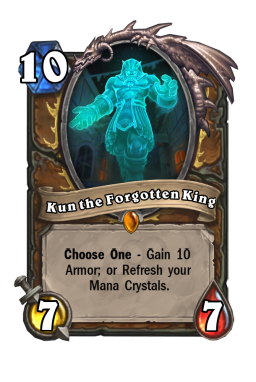 10
Kun the Forgotten King
Choose One - Gain 10
Armor; or Refresh your
Mana Crystals.
7
7